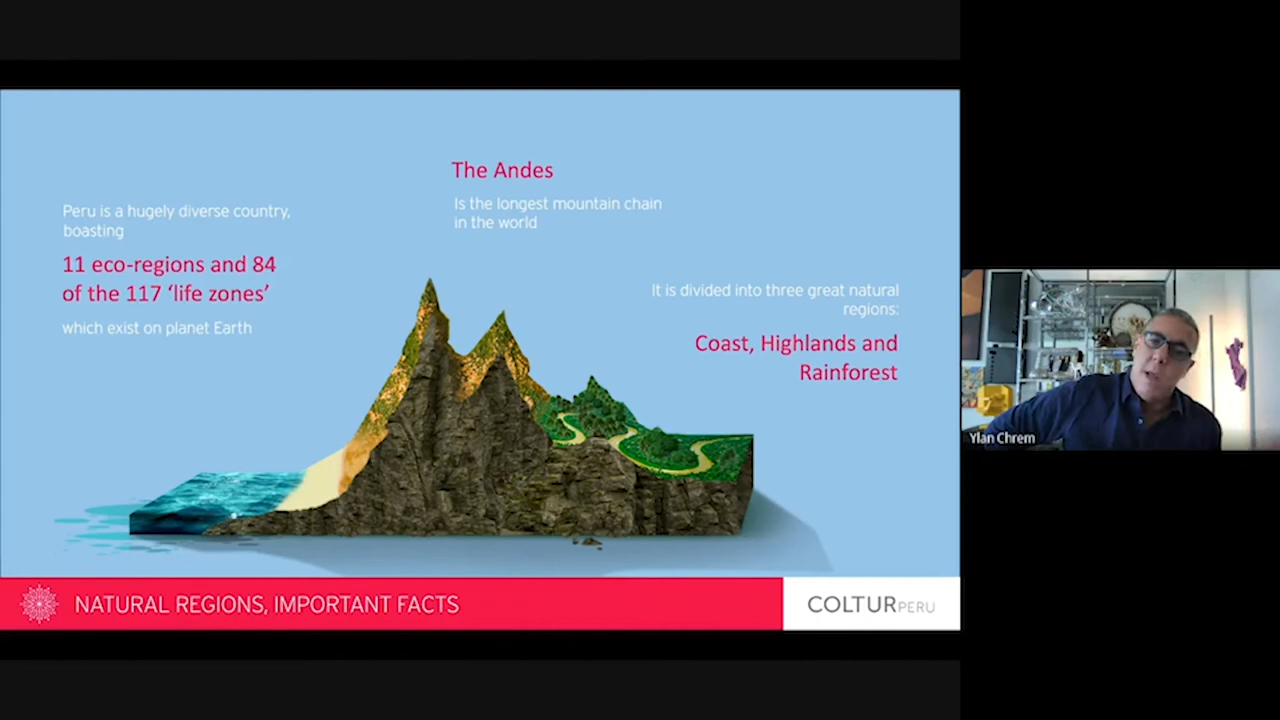 The Andes
Is the longest mountain chain
in the world
Peru is a hugely diverse country,
boasting
11 eco-regions and 84
of the 117 ‘life zones’
which exist on planet Earth
It is divided into three great natural
regions:
Coast, Highlands and
Rainforest
Ylan Chrem
NATURAL REGIONS, IMPORTANT FACTS
COLTURPERU